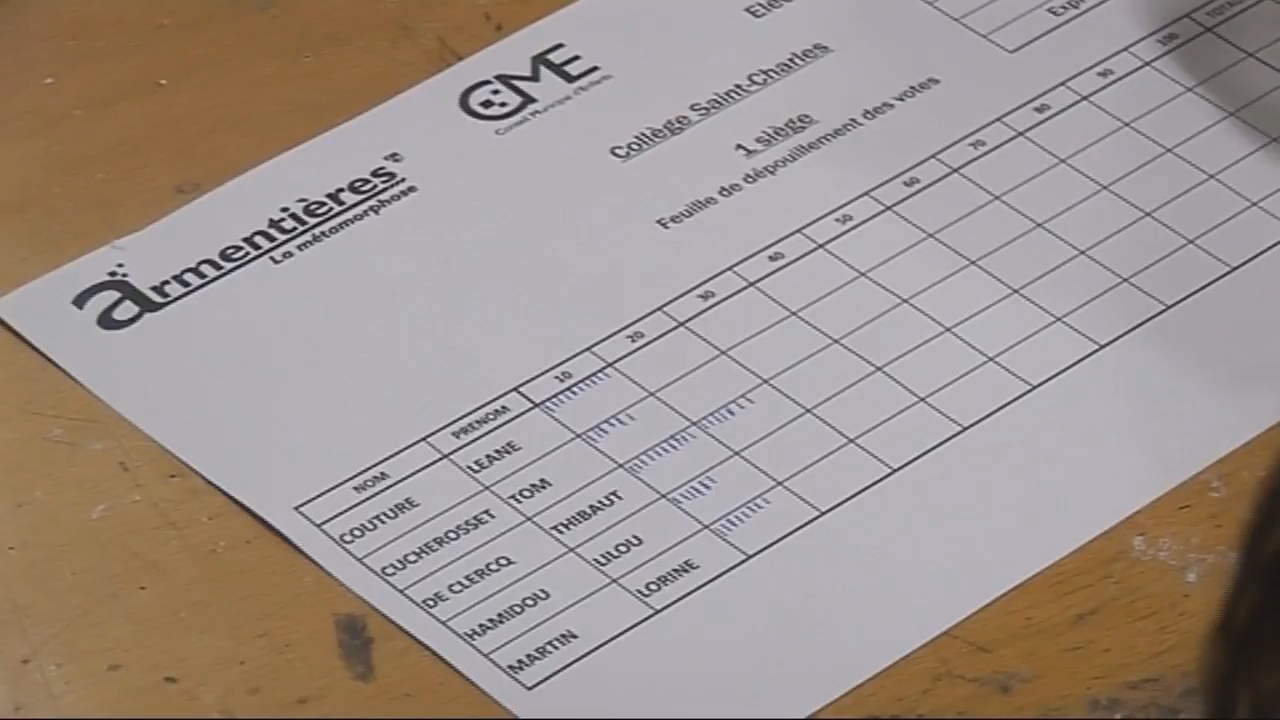 armentières
La métamorphose
CME
Conseil Municipal d'Enfants
Collège Saint-Charles
1 siège
Feuille de dépouillement des votes
NOM PRENOM 10 20 30 40 50 60 70 80 90 100
COUTURE LEANE
CUCHEROSSET TOM
DE CLERCQ THIBAUT
HAMIDOU LILOU
MARTIN LORINE